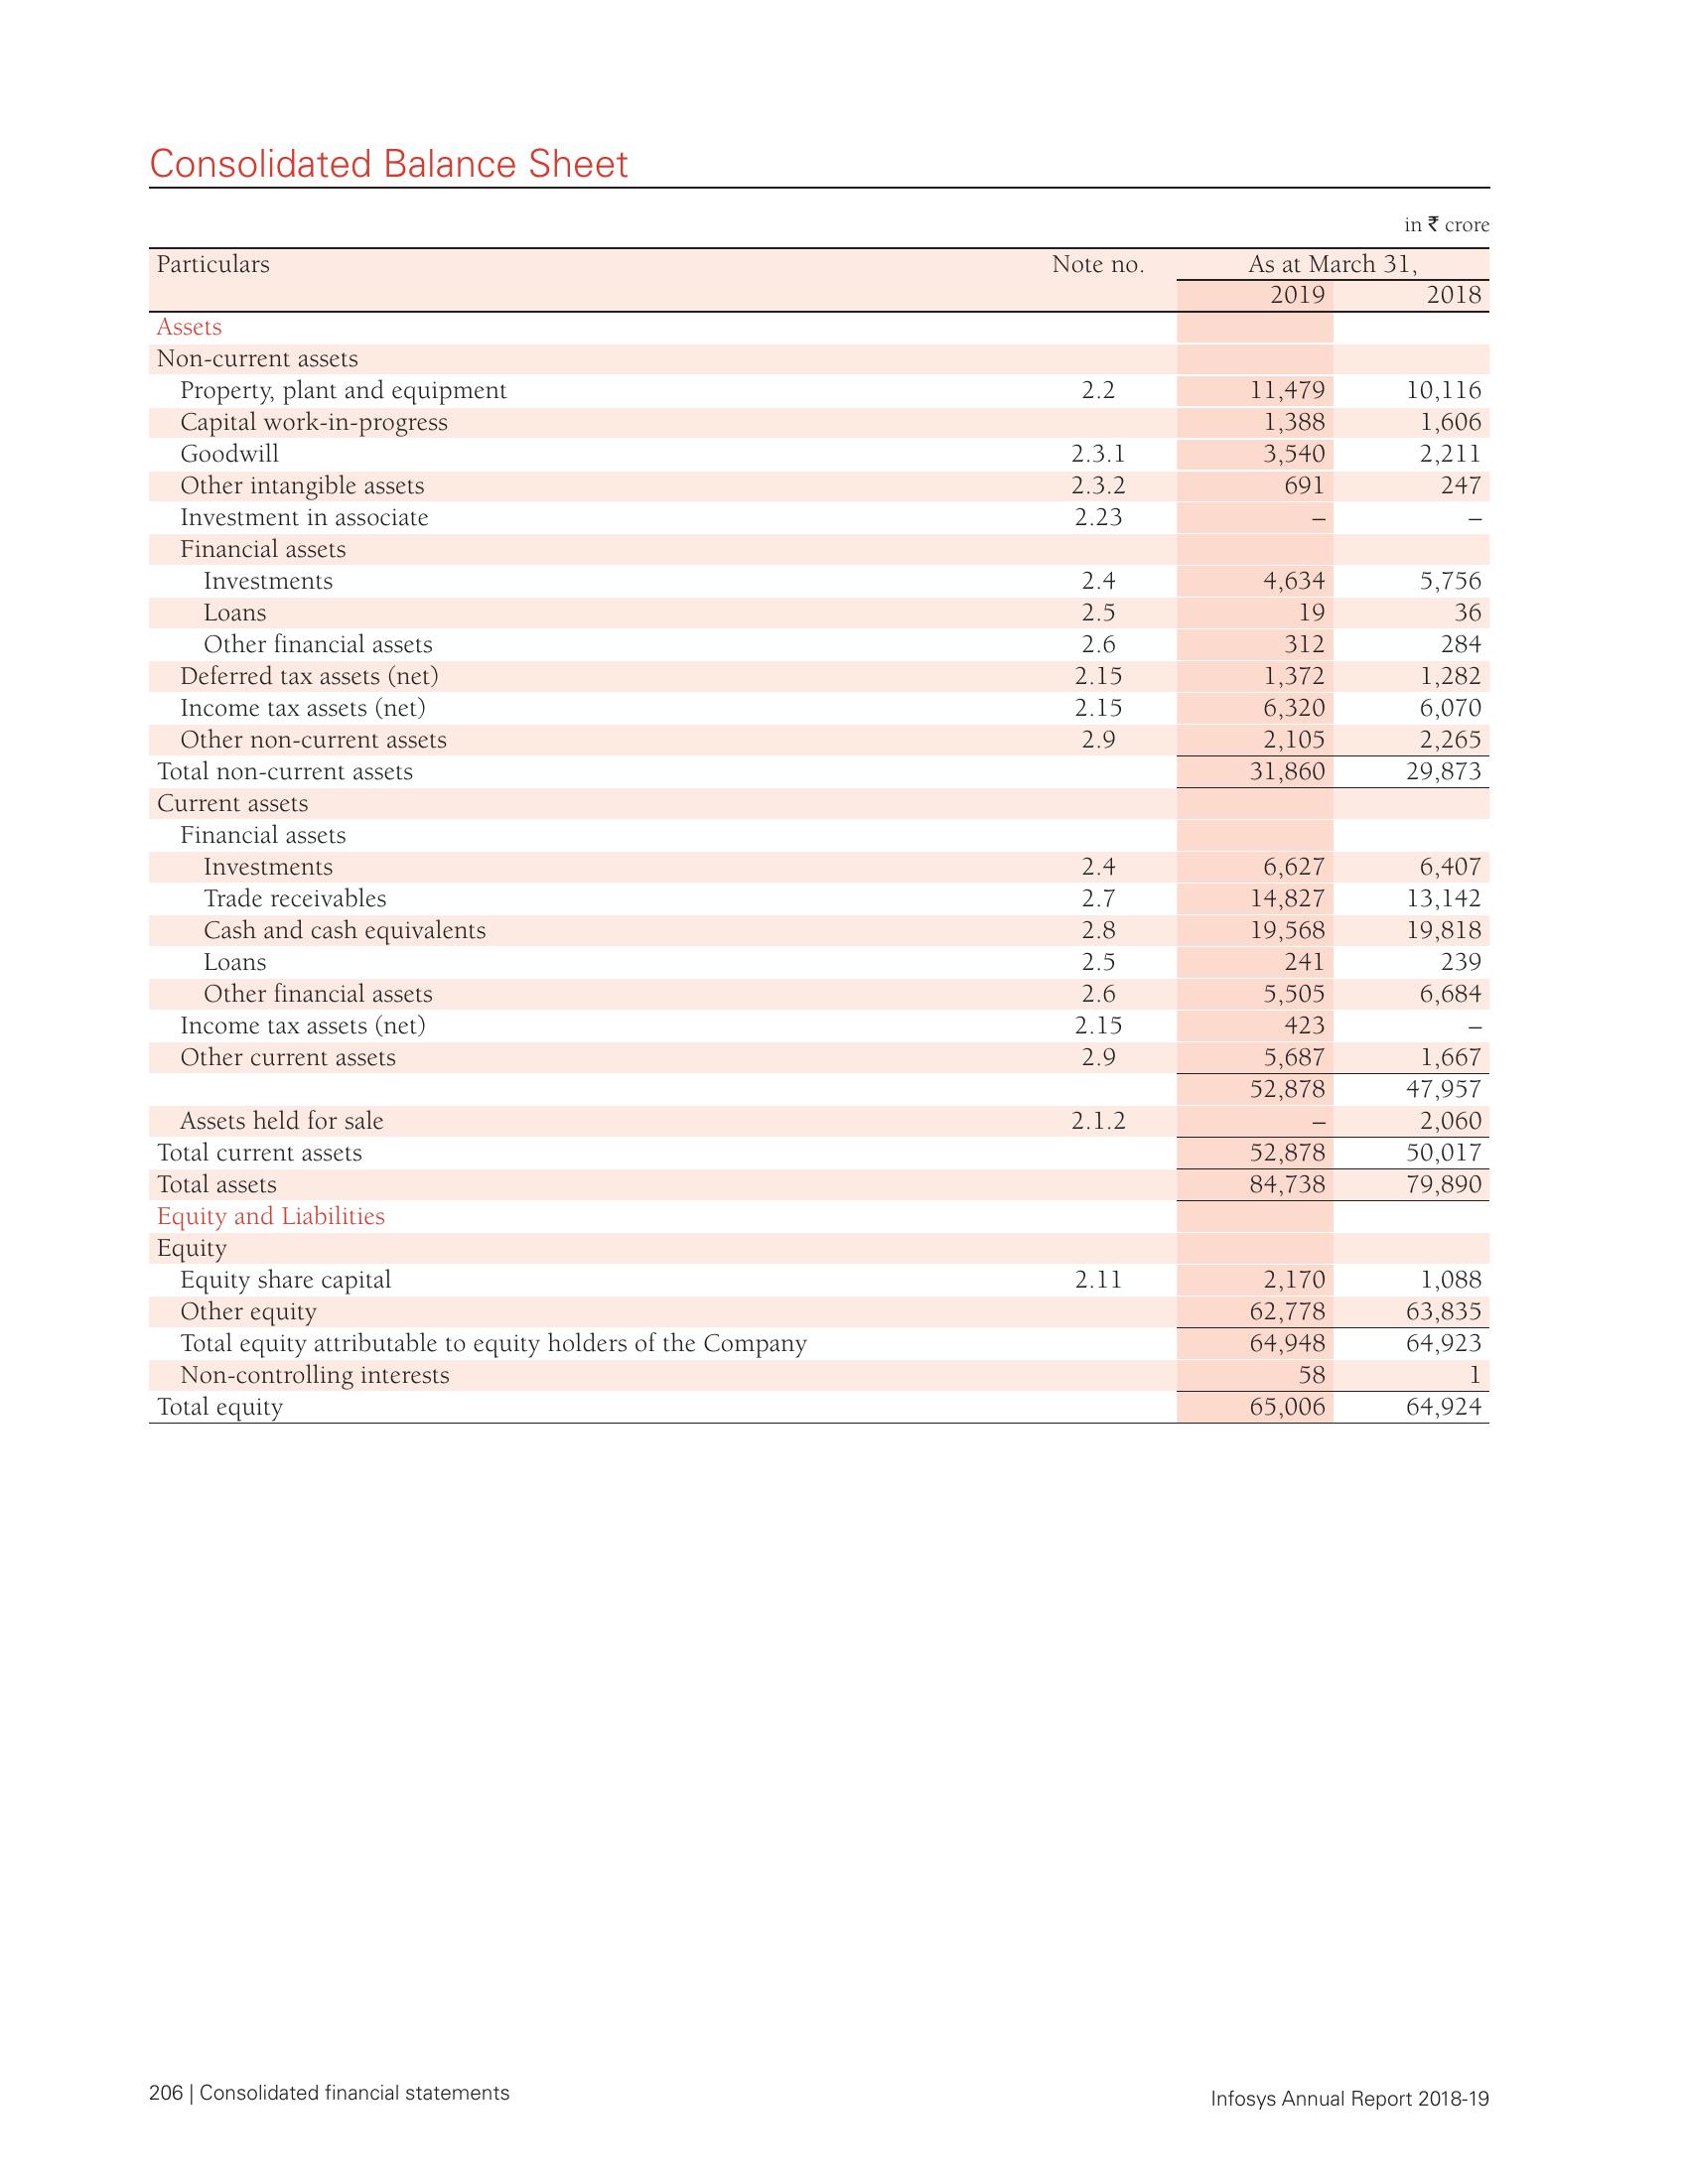 Consolidated Balance Sheet
in ₹ crore
Particulars Note no. As at March 31,
2019 2018
Assets
Non-current assets
Property, plant and equipment 2.2 11,479 10,116
Capital work-in-progress 1,388 1,606
Goodwill 2.3.1 3,540 2,211
Other intangible assets 2.3.2 691 247
Investment in associate 2.23 – –
Financial assets
Investments 2.4 4,634 5,756
Loans 2.5 19 36
Other financial assets 2.6 312 284
Deferred tax assets (net) 2.15 1,372 1,282
Income tax assets (net) 2.15 6,320 6,070
Other non-current assets 2.9 2,105 2,265
Total non-current assets 31,860 29,873
Current assets
Financial assets
Investments 2.4 6,627 6,407
Trade receivables 2.7 14,827 13,142
Cash and cash equivalents 2.8 19,568 19,818
Loans 2.5 241 239
Other financial assets 2.6 5,505 6,684
Income tax assets (net) 2.15 423 –
Other current assets 2.9 5,687 1,667
52,878 47,957
Assets held for sale 2.1.2 – 2,060
Total current assets 52,878 50,017
Total assets 84,738 79,890
Equity and Liabilities
Equity
Equity share capital 2.11 2,170 1,088
Other equity 62,778 63,835
Total equity attributable to equity holders of the Company 64,948 64,923
Non-controlling interests 58 1
Total equity 65,006 64,924
206 | Consolidated financial statements
Infosys Annual Report 2018-19